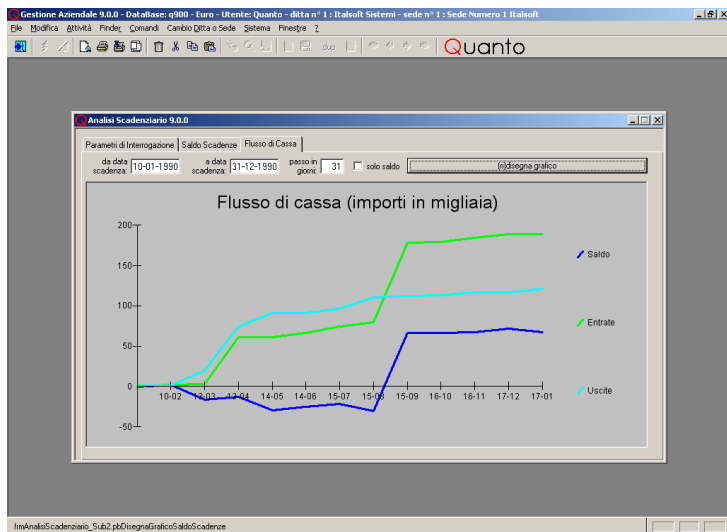 Gestione Aziendale 9.0.0 - DataBase: q900 - Euro - Utente: Quanto - ditta n° 1 : Italsoft Sistemi - sede n° 1 : Sede Numero 1 Italsoft
File Modifica Attività Finder Comandi Cambio Ditta o Sede Sistema Finestre ?
Quanto
Analisi Scadenziario 9.0.0
Parametri di Interrogazione Saldo Scadenze Flusso di Cassa
da data scadenza: 10-01-1990 a data scadenza: 31-12-1990 passo in giorni: 31 solo saldo (ri)disegna grafico
Flusso di cassa (importi in migliaia)
200
150
100
50
0
-50
10-02 13-03 13-04 14-05 14-06 15-07 15-08 15-09 16-10 16-11 17-12 17-01
Saldo
Entrate
Uscite
frmAnalisiScadenziario_Sub2.pbDisegnaGraficoSaldoScadenze